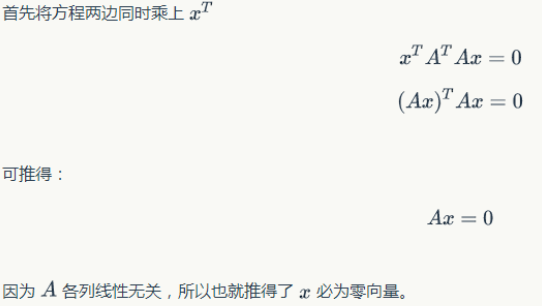 首先将方程两边同时乘上 $x^T$
$x^T A^T Ax = 0$
$(Ax)^T Ax = 0$
可推得：
$Ax = 0$
因为 $A$ 各列线性无关，所以也就推得了 $x$ 必为零向量。